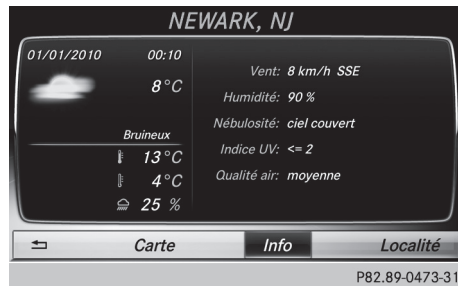 NEWARK, NJ
01/01/2010 00:10
8°C
Bruineux
13°C
4°C
25 %
Vent: 8 km/h SSE
Humidité: 90 %
Nébulosité: ciel couvert
Indice UV: <= 2
Qualité air: moyenne
Carte Info Localité
P82.89-0473-31